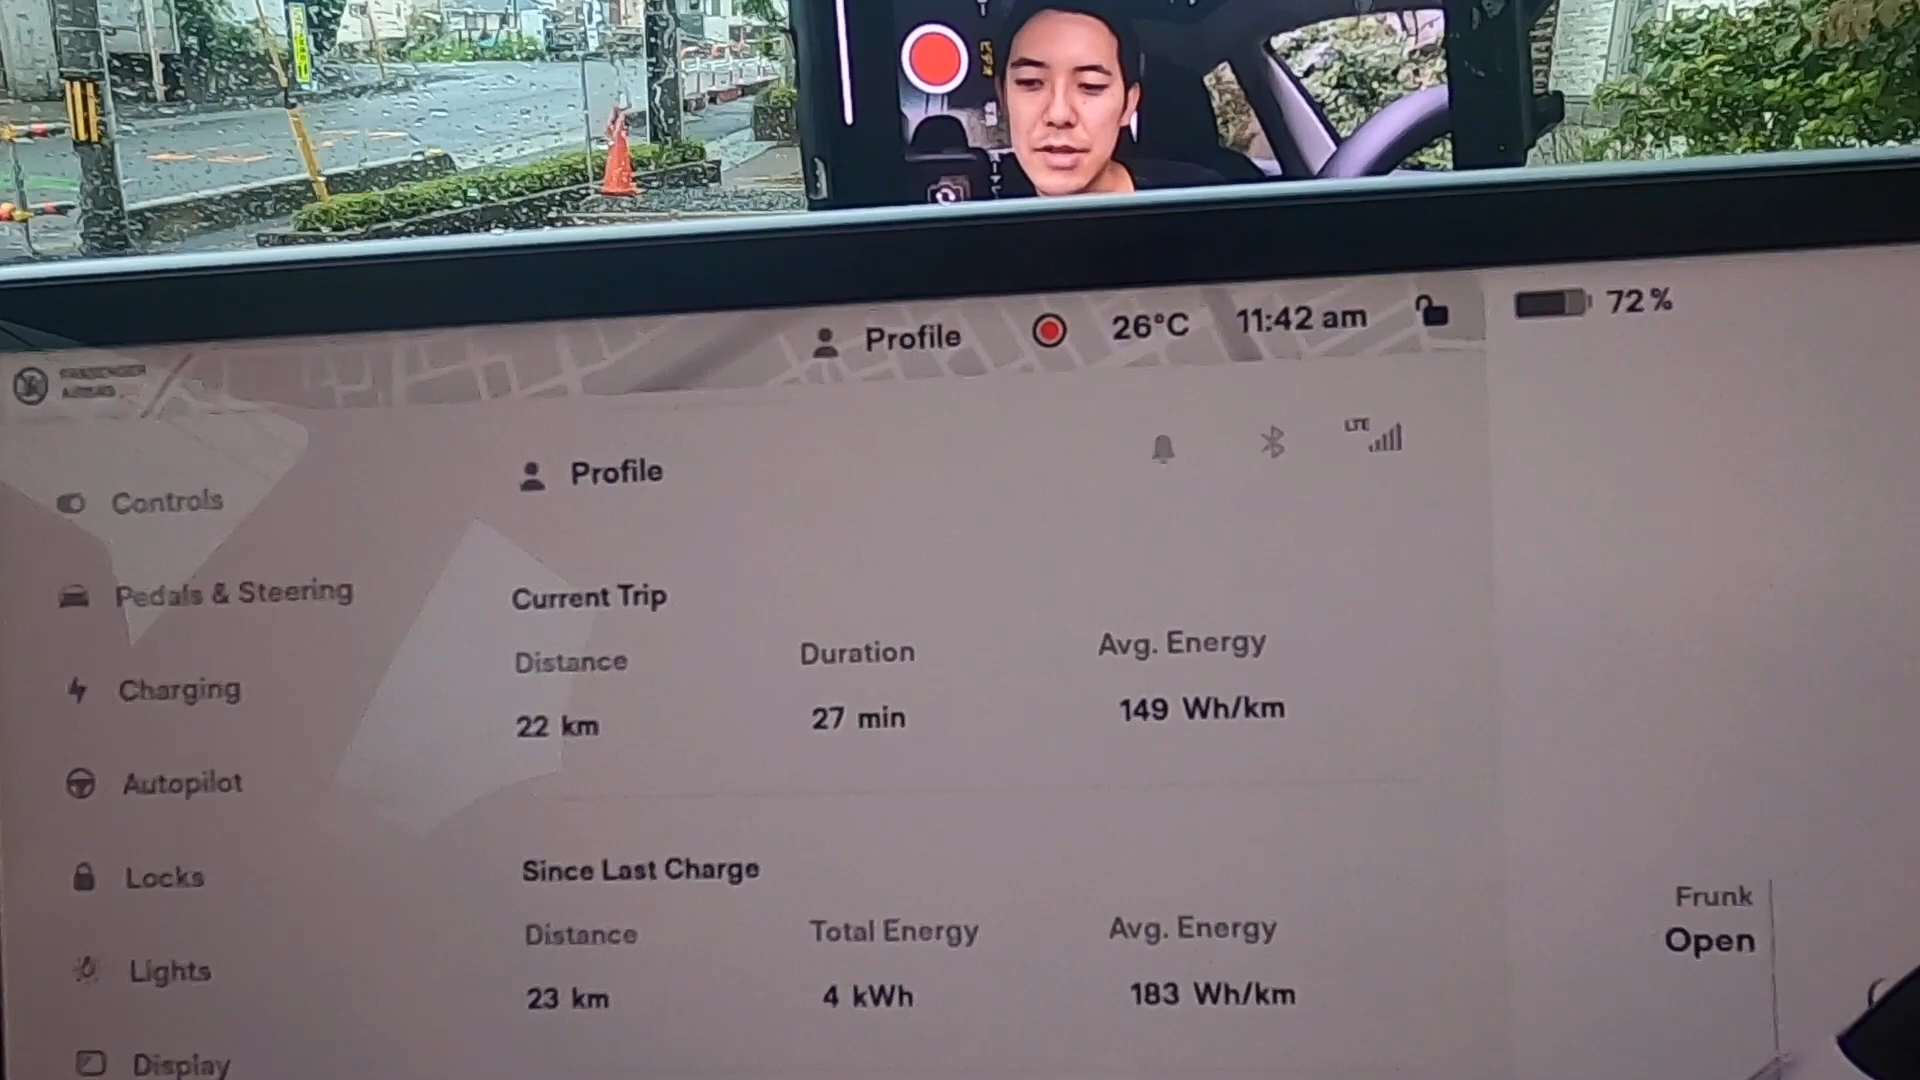 Profile
26°C
11:42 am
72%
PASSENGER
AIRBAG
Profile
LTE
Controls
Pedals & Steering
Charging
Autopilot
Locks
Lights
Display
Current Trip
Distance
Duration
Avg. Energy
22 km
27 min
149 Wh/km
Since Last Charge
Distance
Total Energy
Avg. Energy
23 km
4 kWh
183 Wh/km
Frunk
Open